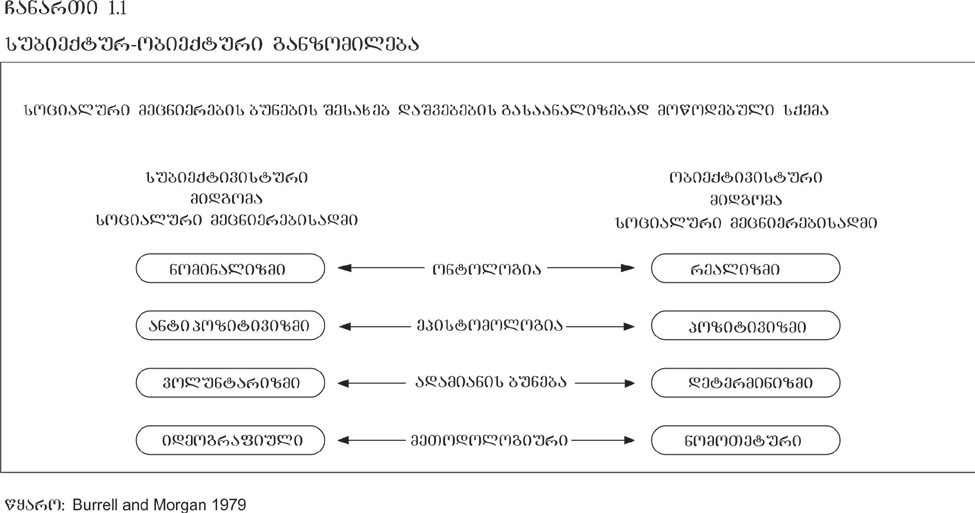 ჩანართი 1.1
სუბიექტურ-ობიექტური განზომილება
სოციალური მეცნიერების ბუნების შესახებ დაშვებების გასაანალიზებად მოწოდებული სქემა
სუბიექტივისტური
მიდგომა
სოციალური მეცნიერებისადმი
ობიექტივისტური
მიდგომა
სოციალური მეცნიერებისადმი
ნომინალიზმი ონტოლოგია რეალიზმი
ანტიპოზიტივიზმი ეპისტომოლოგია პოზიტივიზმი
ვოლუნტარიზმი ადამიანის ბუნება დეტერმინიზმი
იდეოგრაფიული მეთოდოლოგიური ნომოთეტური
წყარო: Burrell and Morgan 1979